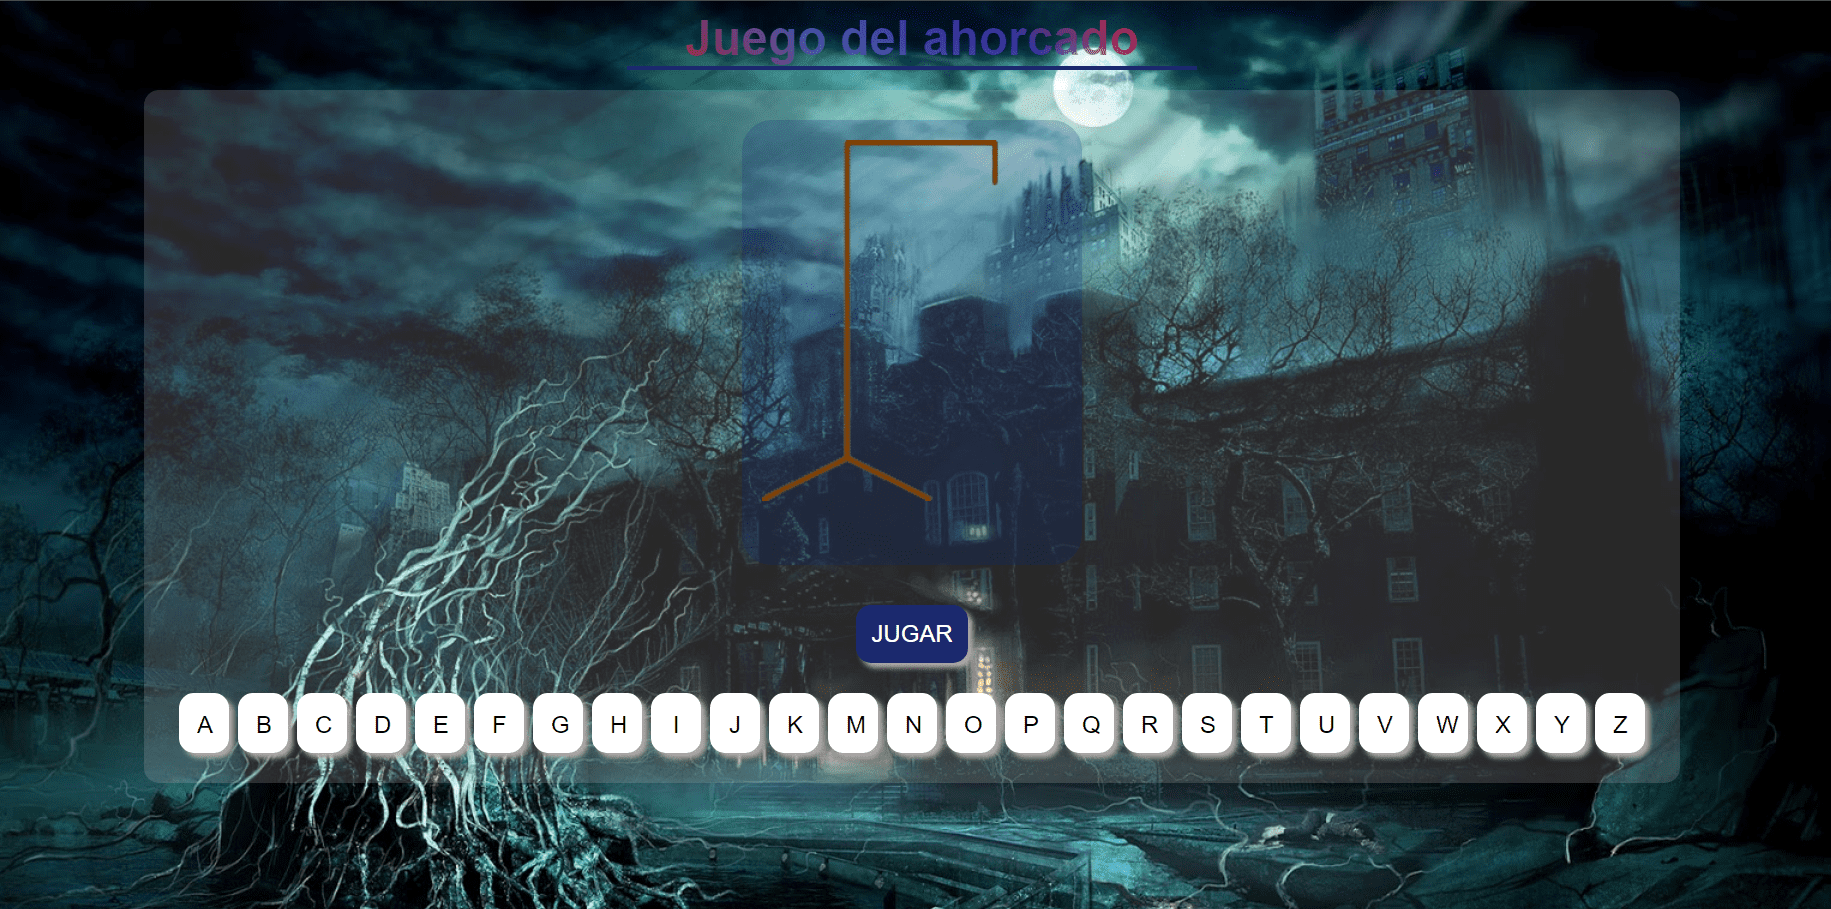 Juego del ahorcado
JUGAR
A B C D E F G H I J K M N O P Q R S T U V W X Y Z